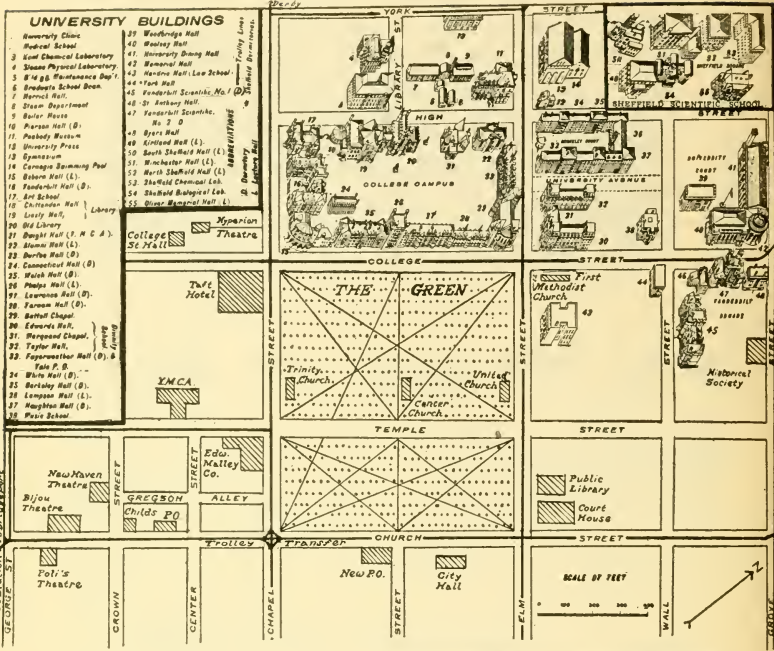 UNIVERSITY BUILDINGS
University Clinic
Medical School
3 Kent Chemical Laboratory
4 Sloane Physical Laboratory.
6 Graduate School Dean.
7 Herrick Hall.
8 Steam Department
9 Boiler House
10 Pierson Hall (D)
11 Peabody Museum
12 University Press
13 Gymnasium
14 Carnegie Swimming Pool
15 Osborn Hall (L).
16 Vanderbilt Hall (D).
17 Art School
18 Chittenden Hall
19 Linsly Hall,
20 Old Library
Library
21 Dwight Hall (Y. M. C. A.).
22 Alumni Hall (L).
23 Durfee Hall (D)
24 Connecticut Hall (D)
25 Welch Hall (D).
26 Phelps Hall (L).
27 Lawrance Hall (D).
28 Farnam Hall (D).
29 Battell Chapel.
30 Edwards Hall,
31 Marquand Chapel.
32 Taylor Hall,
33 Fayerweather Hall (D). &
Yale P. O.
Divinity School
34 White Hall (D).
35 Berkeley Hall (D).
36 Lampson Hall (L)
37 Haughton Hall (D).
38 Music School.
39 Woodbridge Hall
40 Woolsey Hall
41 University Dining Hall
42 Memorial Hall
43 Hendrie Hall: Law School.
44 York Hall
45 Vanderbilt Scientific No. 1 (D)
46 St Anthony Hall.
47 Vanderbilt Scientific,
No 2 D
48 Byers Hall
49 Kirtland Hall (L).
50 South Sheffield Hall (L)
51 Winchester Hall (L)
52 North Sheffield Hall (L)
53 Sheffield Chemical Lab.
54 Sheffield Biological Lab.
55 Oliver Memorial Hall (L)
ABBREVIATIONS
D. Dormitory
L Lecture Hall
Trolley Lines
Sheffield Dormitories.
Derby
YORK
STREET
LIBRARY ST
HIGH
STREET
SHEFFIELD SQUARE
SHEFFIELD SCIENTIFIC SCHOOL
COLLEGE CAMPUS
BERKELEY COURT
UNIVERSITY AVENUE
UNIVERSITY
COURT
College
St Hall
Hyperion
Theatre
COLLEGE
STREET
Taft
Hotel
THE GREEN
First
Methodist
Church
VANDERBILT
SQUARE
Historical
Society
Y.M.C.A.
Trinity
Church.
Center
Church.
United
Church
STREET
TEMPLE
STREET
New Haven
Theatre
Bijou
Theatre
STREET
GREGSON
ALLEY
STREET
Edw.
Malley
Co.
Childs
PO
Public
Library
Court
House
Trolley
Transfer
CHURCH
STREET
Poli's
Theatre
New P.O.
City
Hall
SCALE OF FEET
0 100 200 300 400
N
GEORGE ST
CROWN
CENTER
CHAPEL
STREET
ELM
WALL
GROVE